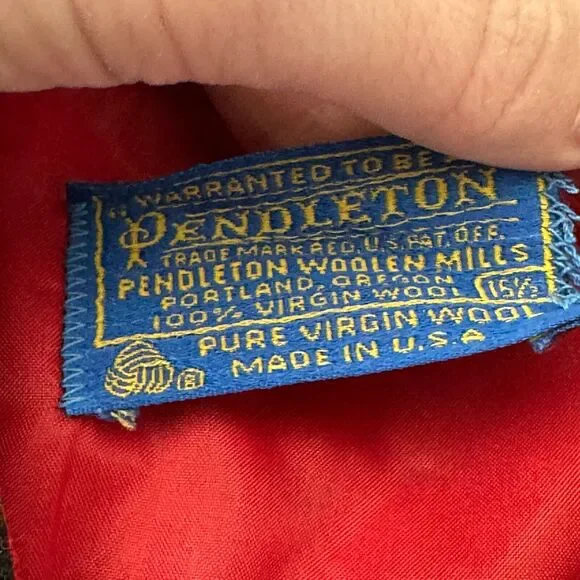 "WARRANTED TO BE A
PENDLETON
TRADE MARK REG. U.S. PAT. OFF.
PENDLETON WOOLEN MILLS
PORTLAND, OREGON
100% VIRGIN WOOL 15½
PURE VIRGIN WOOL
® MADE IN U.S.A